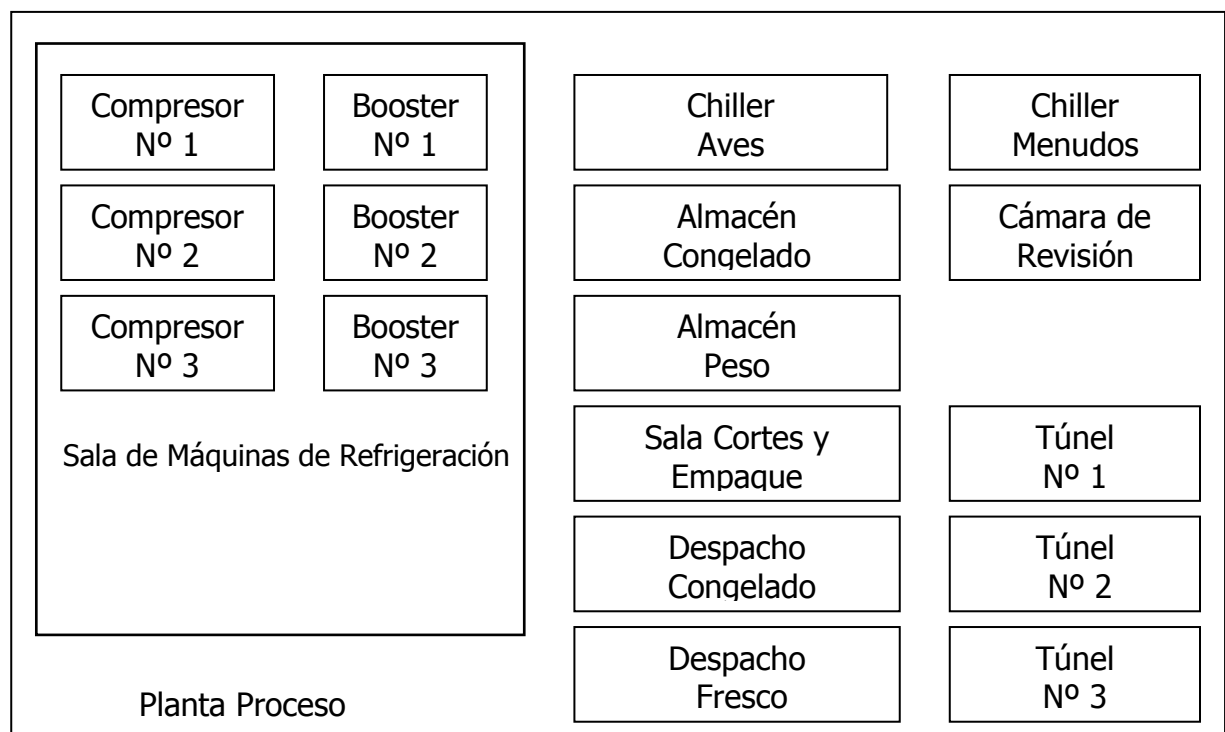 Compresor
Nº 1
Booster
Nº 1
Chiller
Aves
Chiller
Menudos
Compresor
Nº 2
Booster
Nº 2
Almacén
Congelado
Cámara de
Revisión
Compresor
Nº 3
Booster
Nº 3
Almacén
Peso
Sala de Máquinas de Refrigeración
Sala Cortes y
Empaque
Túnel
Nº 1
Despacho
Congelado
Túnel
Nº 2
Despacho
Fresco
Túnel
Nº 3
Planta Proceso